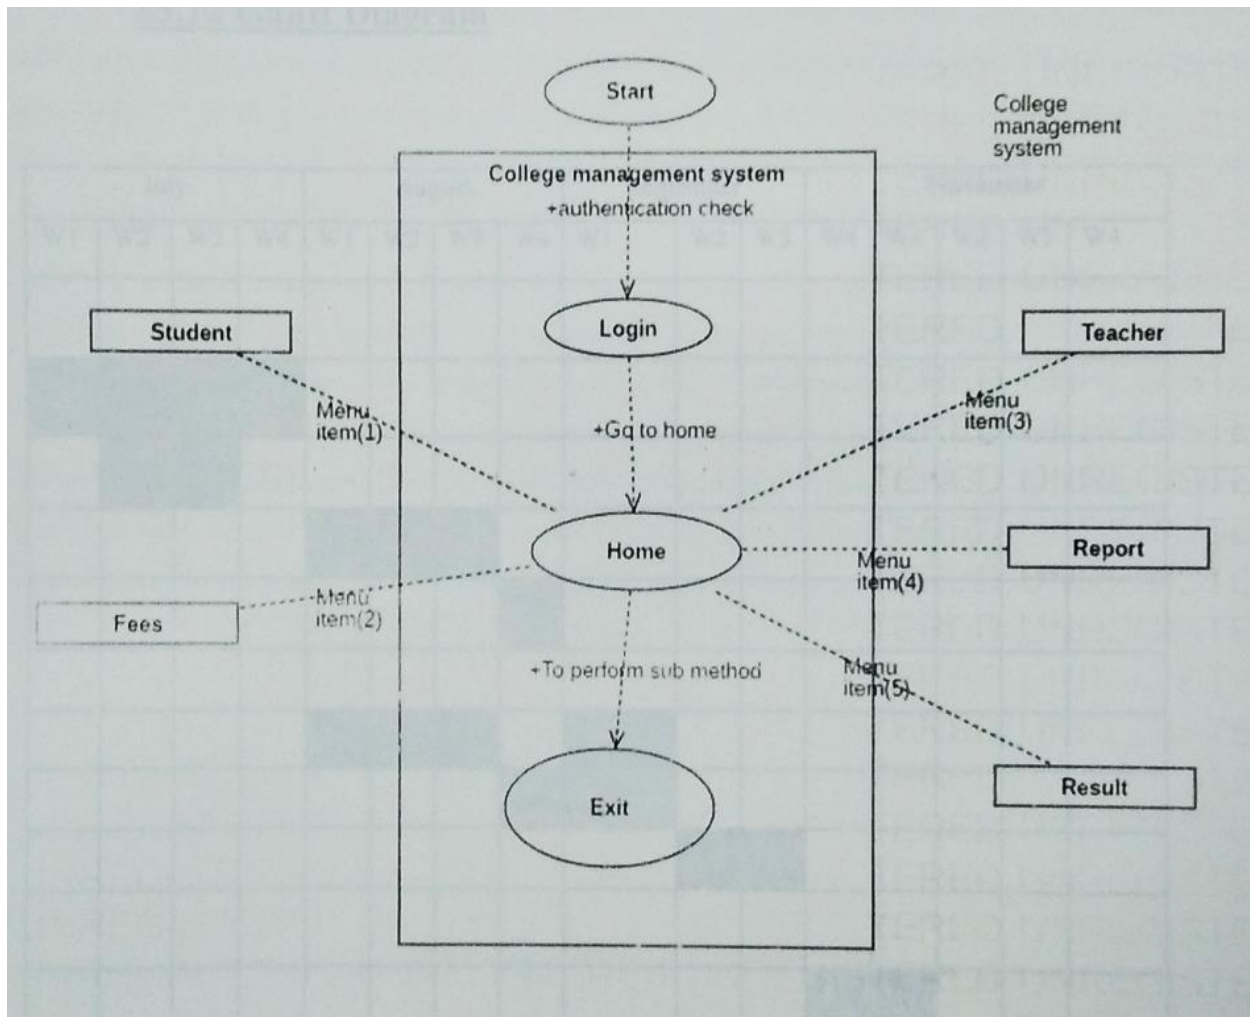 Start
College
management
system
College management system
+authentication check
Student
Login
Teacher
Menu
item(1)
+Go to home
Menu
item(3)
Home
Report
Menu
item(4)
Fees
Menu
item(2)
+To perform sub method
Menu
item(5)
Exit
Result